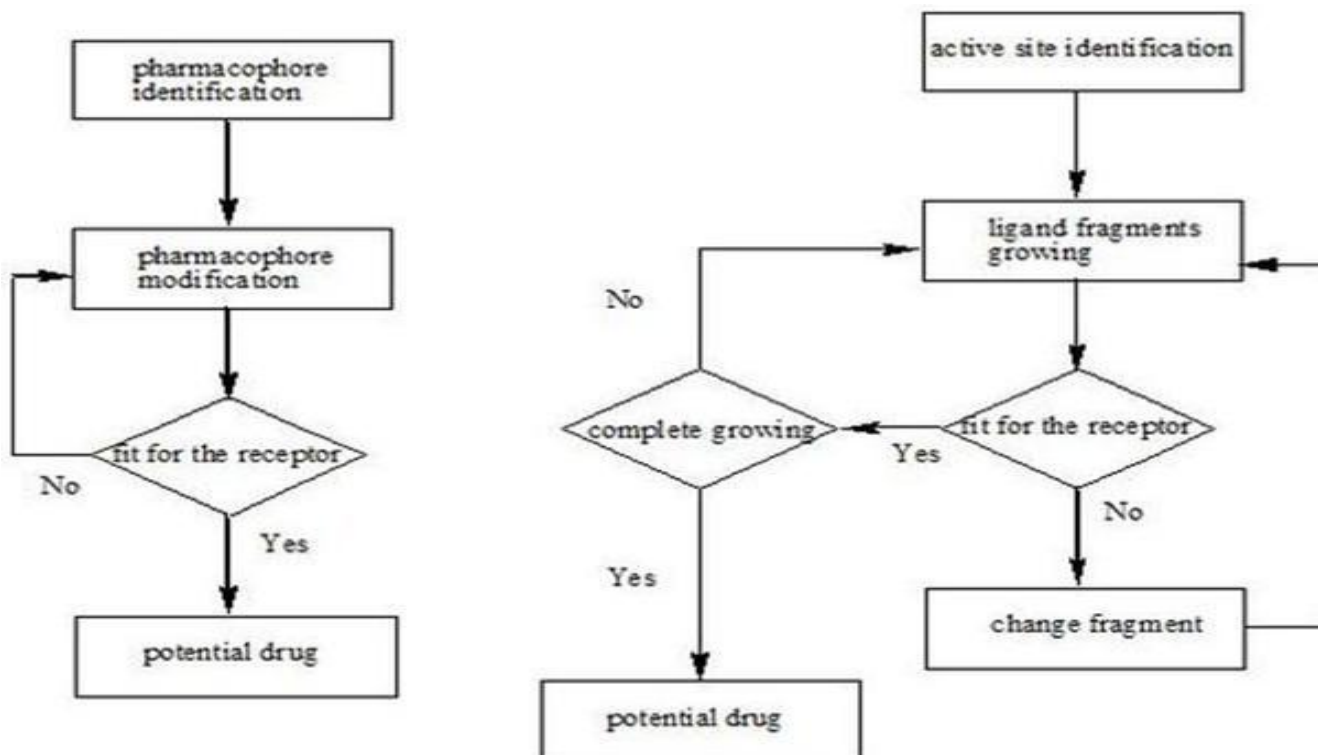 pharmacophore
identification
pharmacophore
modification
fit for the receptor
No
Yes
potential drug
active site identification
ligand fragments
growing
No
complete growing
Yes
fit for the receptor
No
Yes
change fragment
potential drug